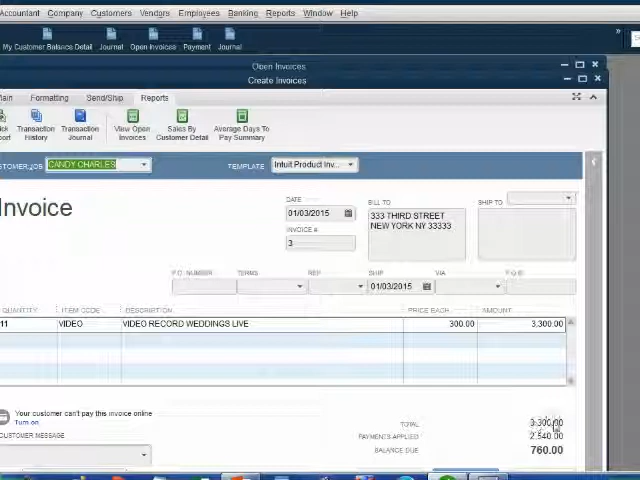 Accountant Company Customers Vendors Employees Banking Reports Window Help
My Customer Balance Detail Journal Open Invoices Payment Journal
Open Invoices
Create Invoices
Formatting Send/Ship Reports
Transaction History Transaction Journal View Open Invoices Sales By Customer Detail Average Days To Pay Summary
CANDY CHARLES TEMPLATE Intuit Product Inv...
Invoice
DATE
01/03/2015
INVOICE #
3
BILL TO
333 THIRD STREET
NEW YORK NY 33333
SHIP TO
P.O. NUMBER TERMS REP SHIP VIA F.O.B.
01/03/2015
QUANTITY ITEM CODE DESCRIPTION PRICE EACH AMOUNT
11 VIDEO VIDEO RECORD WEDDINGS LIVE 300.00 3,300.00
Your customer can't pay this invoice online
Turn on
CUSTOMER MESSAGE
TOTAL 3,300.00
PAYMENTS APPLIED 2,540.00
BALANCE DUE 760.00